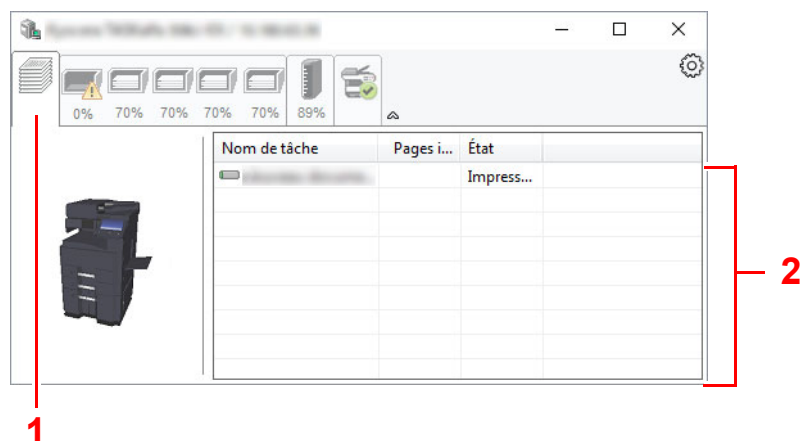 0% 70% 70% 70% 70% 89%
Nom de tâche Pages i... État
Impress...
2
1